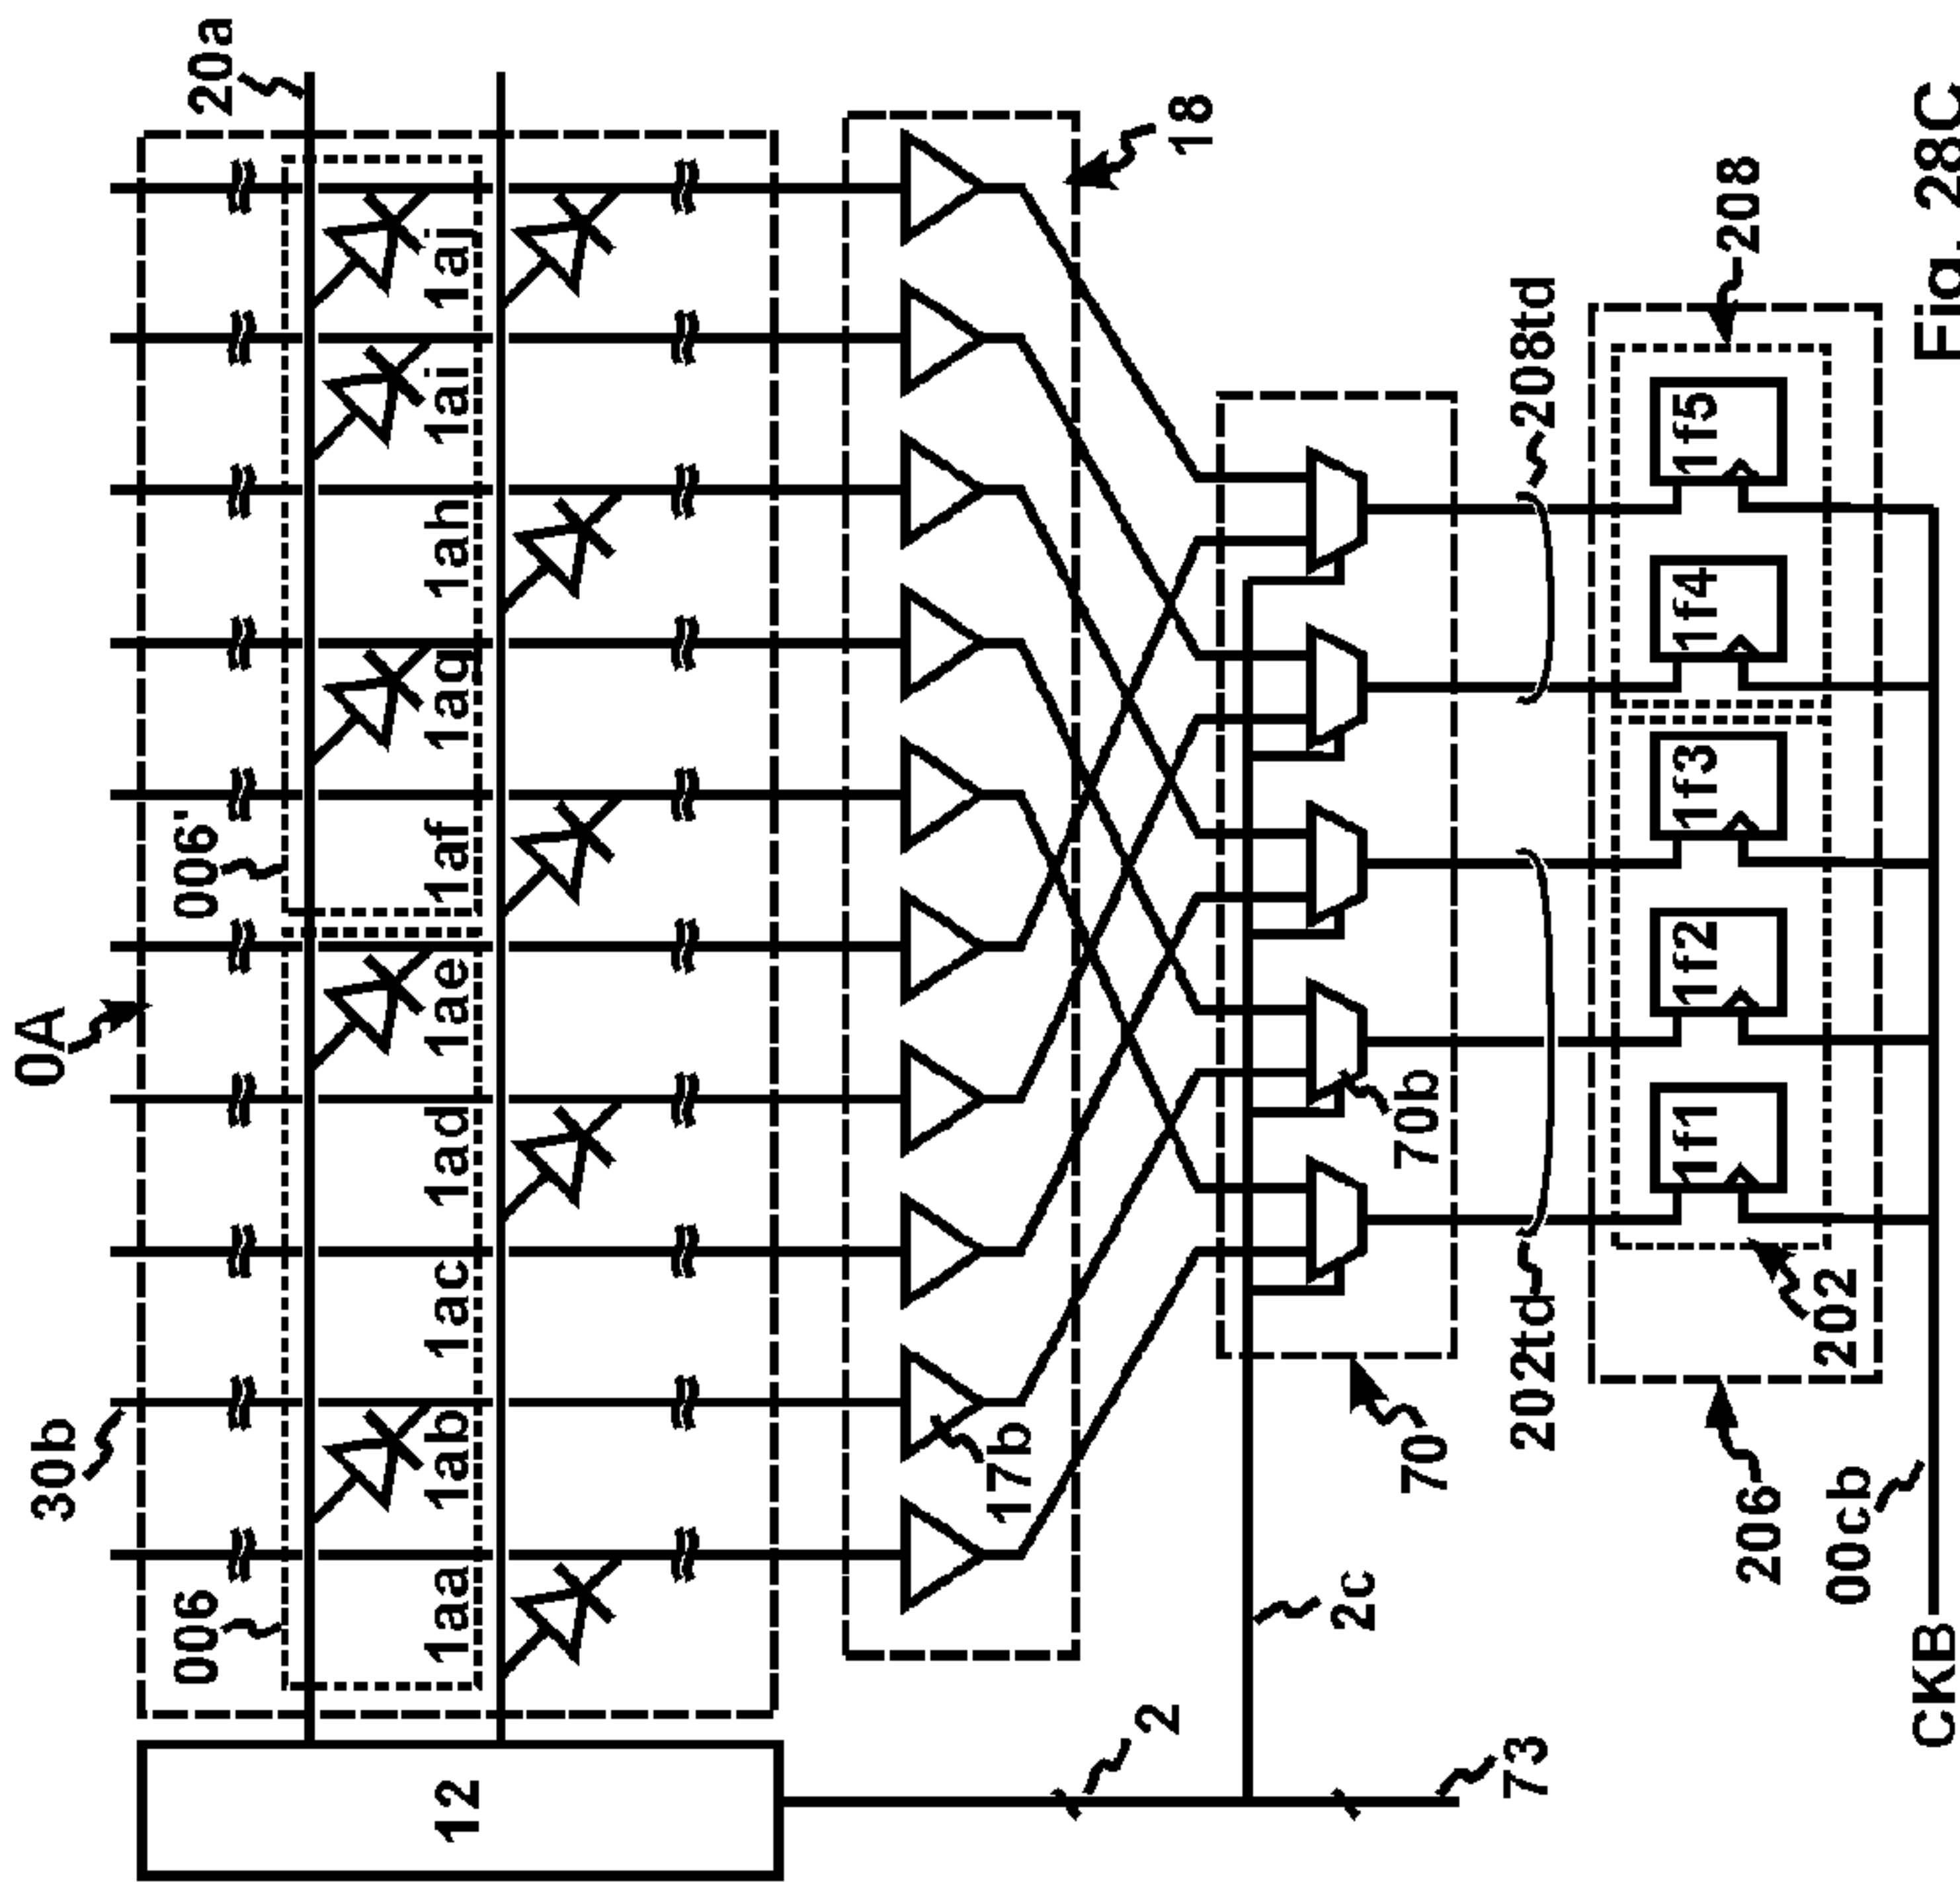 0A
30b
006
006'
20a
12
1aa
1ab
1ac
1ad
1ae
1af
1ag
1ah
1ai
1aj
17b
18
2
2c
70
70b
73
202td
208td
1f1
1f2
1f3
1f4
1f5
206
202
208
00cb
CKB
Fig. 28C